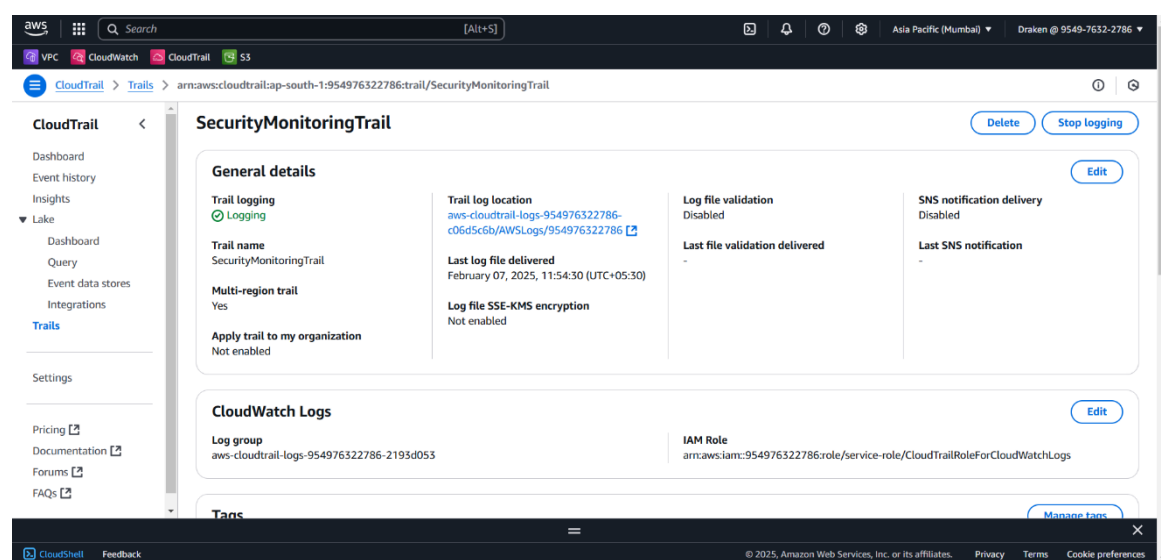 aws
Search
[Alt+S]
Asia Pacific (Mumbai) ▼
Draken @ 9549-7632-2786 ▼
VPC
CloudWatch
CloudTrail
S3
CloudTrail > Trails > arn:aws:cloudtrail:ap-south-1:954976322786:trail/SecurityMonitoringTrail
CloudTrail
Dashboard
Event history
Insights
Lake
Dashboard
Query
Event data stores
Integrations
Trails
Settings
Pricing
Documentation
Forums
FAQs
SecurityMonitoringTrail
Delete
Stop logging
General details
Edit
Trail logging
Logging
Trail name
SecurityMonitoringTrail
Multi-region trail
Yes
Apply trail to my organization
Not enabled
Trail log location
aws-cloudtrail-logs-954976322786-
c06d5c6b/AWSLogs/954976322786
Last log file delivered
February 07, 2025, 11:54:30 (UTC+05:30)
Log file SSE-KMS encryption
Not enabled
Log file validation
Disabled
Last file validation delivered
-
SNS notification delivery
Disabled
Last SNS notification
-
CloudWatch Logs
Edit
Log group
aws-cloudtrail-logs-954976322786-2193d053
IAM Role
arn:aws:iam::954976322786:role/service-role/CloudTrailRoleForCloudWatchLogs
Tags
Manage tags
CloudShell
Feedback
© 2025, Amazon Web Services, Inc. or its affiliates.
Privacy
Terms
Cookie preferences